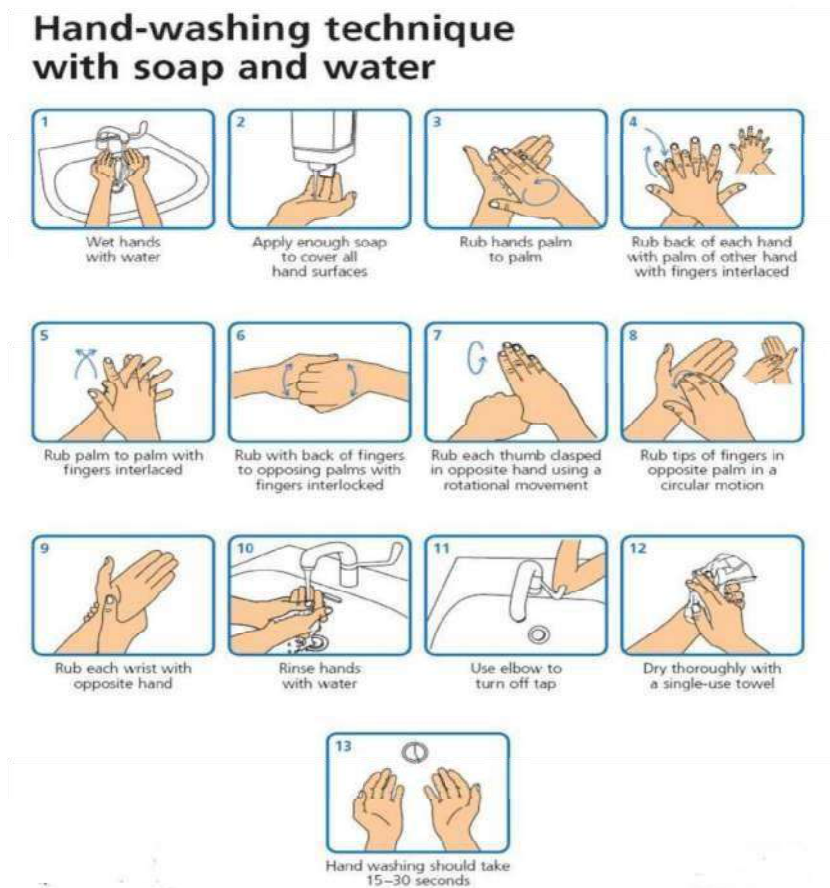 Hand-washing technique
with soap and water
1
2
3
4
Wet hands
with water
Apply enough soap
to cover all
hand surfaces
Rub hands palm
to palm
Rub back of each hand
with palm of other hand
with fingers interlaced
5
6
7
8
Rub palm to palm with
fingers interlaced
Rub with back of fingers
to opposing palms with
fingers interlocked
Rub each thumb clasped
in opposite hand using a
rotational movement
Rub tips of fingers in
opposite palm in a
circular motion
9
10
11
12
Rub each wrist with
opposite hand
Rinse hands
with water
Use elbow to
turn off tap
Dry thoroughly with
a single-use towel
13
Hand washing should take
15–30 seconds